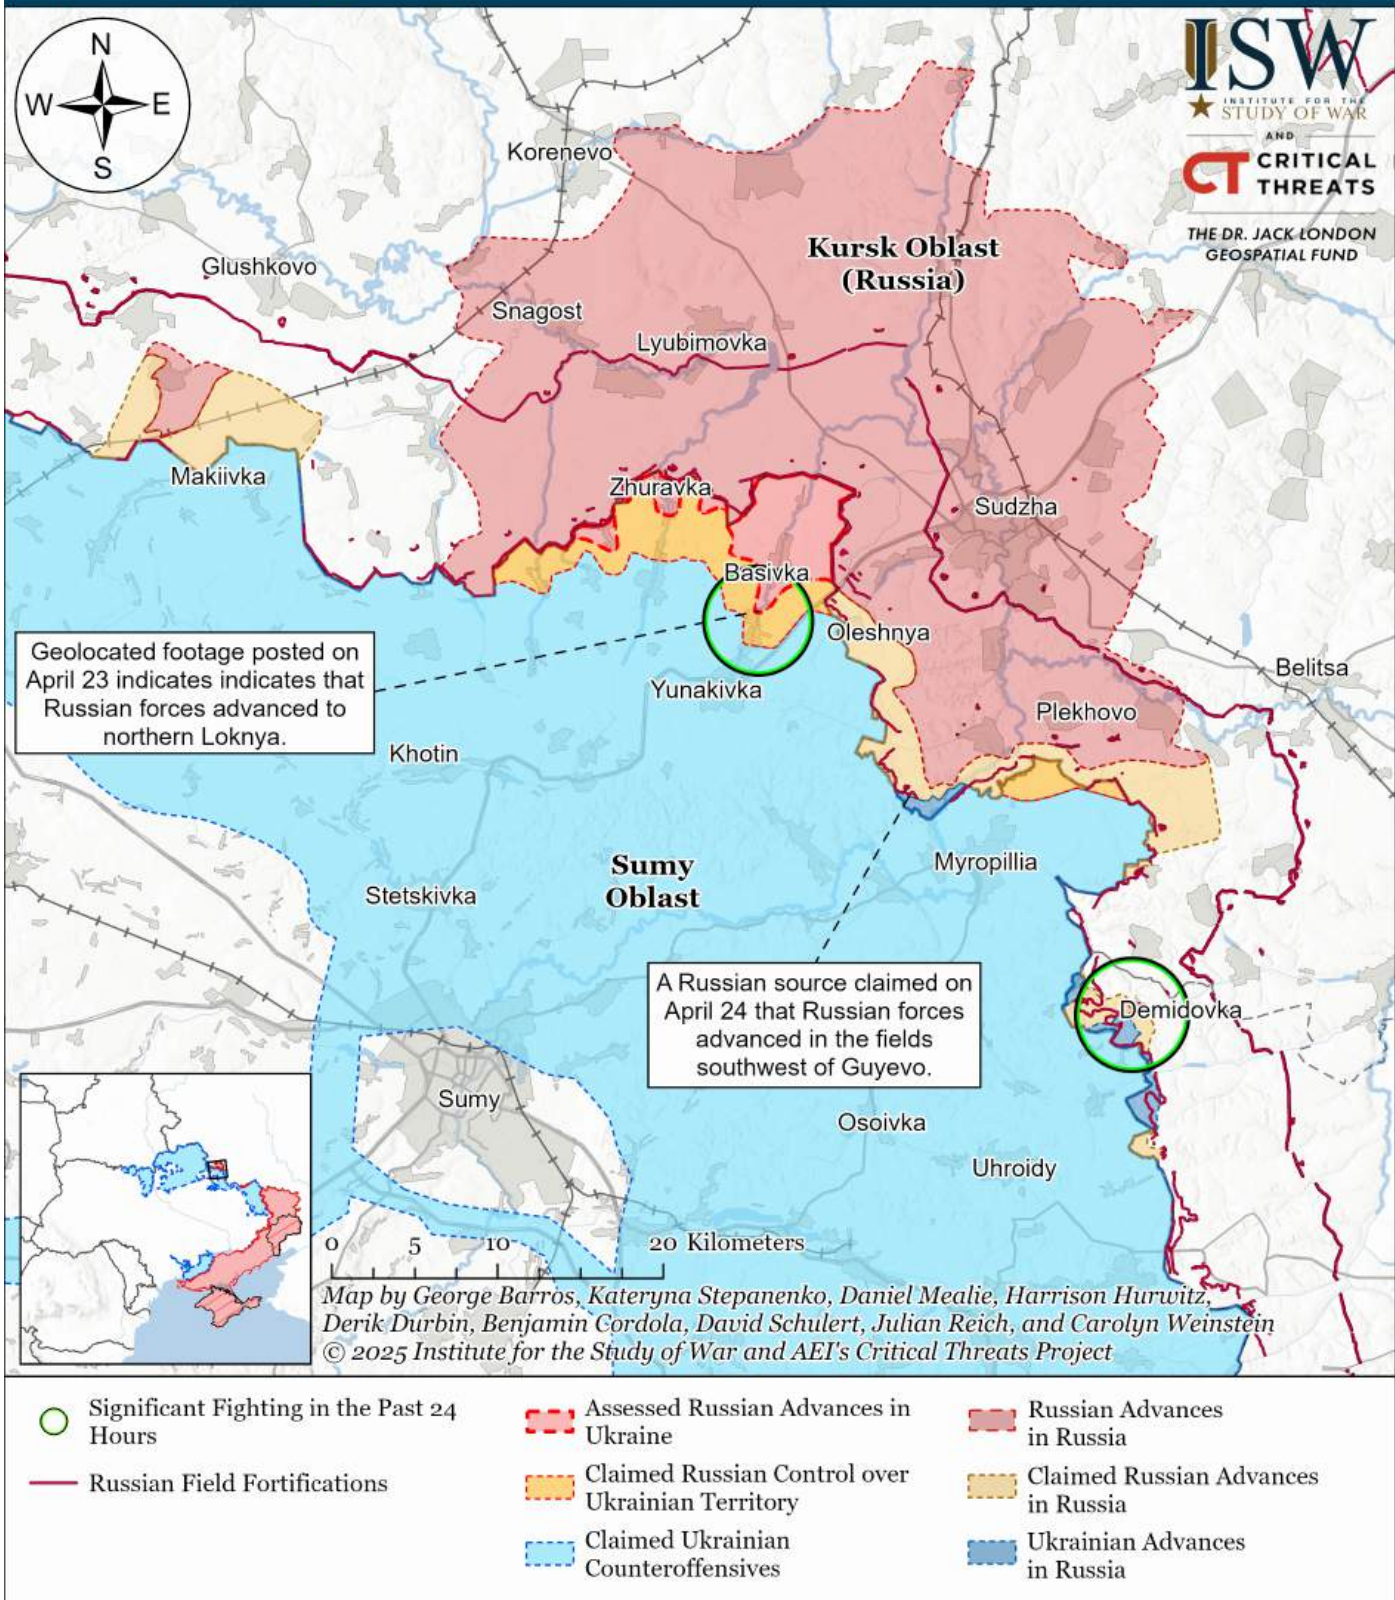 N
W
E
S
ISW
INSTITUTE FOR THE
STUDY OF WAR
AND
CT CRITICAL
THREATS
THE DR. JACK LONDON
GEOSPATIAL FUND
Korenevo
Kursk Oblast
(Russia)
Glushkovo
Snagost
Lyubimovka
Makiivka
Zhuravka
Sudzha
Basivka
Oleshnya
Geolocated footage posted on
April 23 indicates indicates that
Russian forces advanced to
northern Loknya.
Belitsa
Yunakivka
Plekhovo
Khotin
Sumy
Oblast
Myropillia
Stetskivka
A Russian source claimed on
April 24 that Russian forces
advanced in the fields
southwest of Guyevo.
Demidovka
Sumy
Osoivka
Uhroidy
0 5 10 20 Kilometers
Map by George Barros, Kateryna Stepanenko, Daniel Mealie, Harrison Hurwitz,
Derik Durbin, Benjamin Cordola, David Schulert, Julian Reich, and Carolyn Weinstein
© 2025 Institute for the Study of War and AEI's Critical Threats Project
Significant Fighting in the Past 24
Hours
Russian Field Fortifications
Assessed Russian Advances in
Ukraine
Claimed Russian Control over
Ukrainian Territory
Claimed Ukrainian
Counteroffensives
Russian Advances
in Russia
Claimed Russian Advances
in Russia
Ukrainian Advances
in Russia